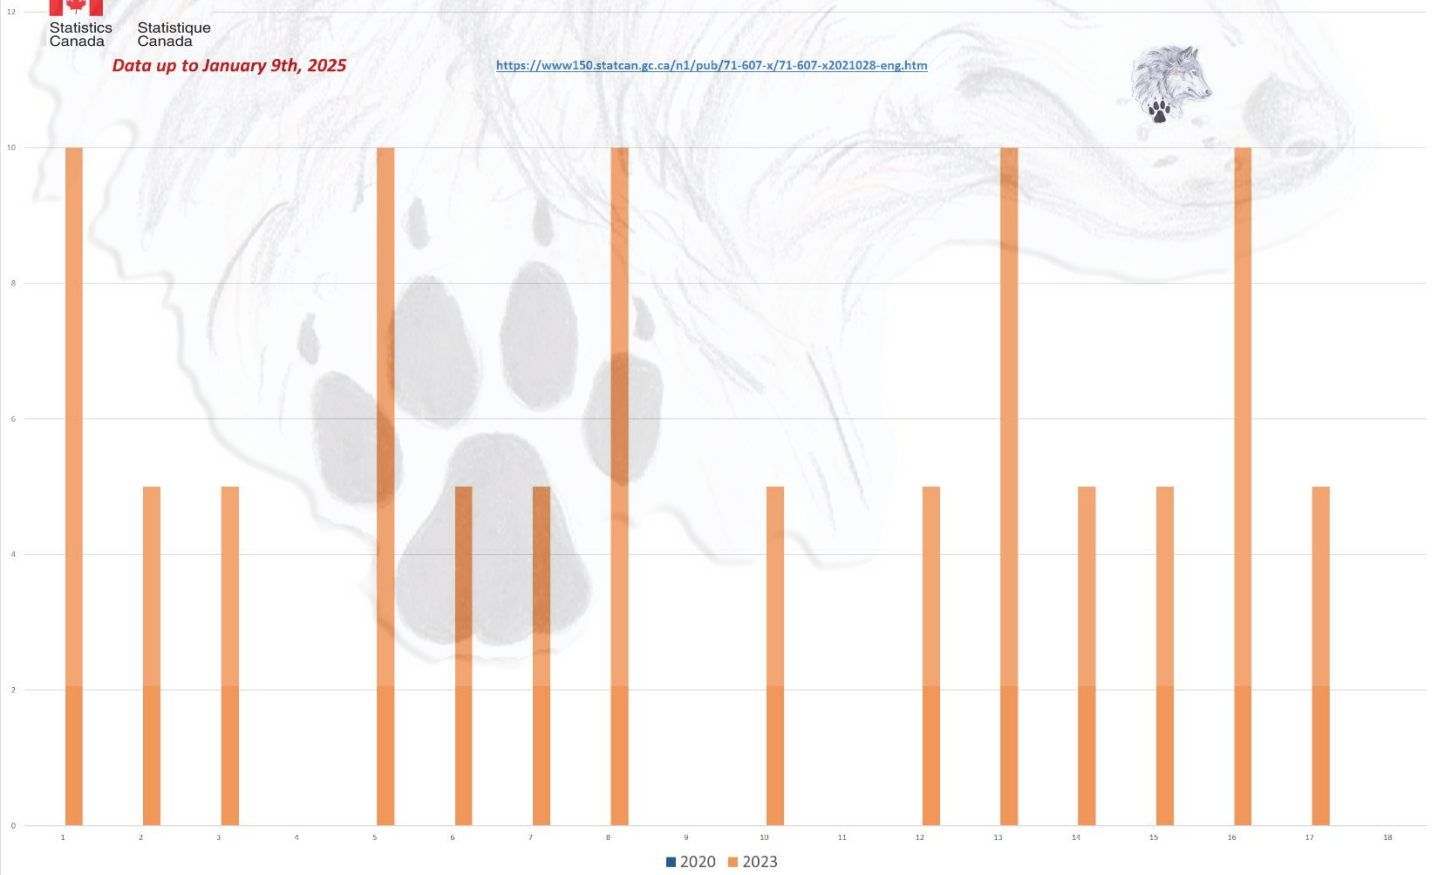 12
Statistics Statistique
Canada Canada
Data up to January 9th, 2025
https://www150.statcan.gc.ca/n1/pub/71-607-x/71-607-x2021028-eng.htm
10
8
6
4
2
0
1 2 3 4 5 6 7 8 9 10 11 12 13 14 15 16 17 18
2020 2023